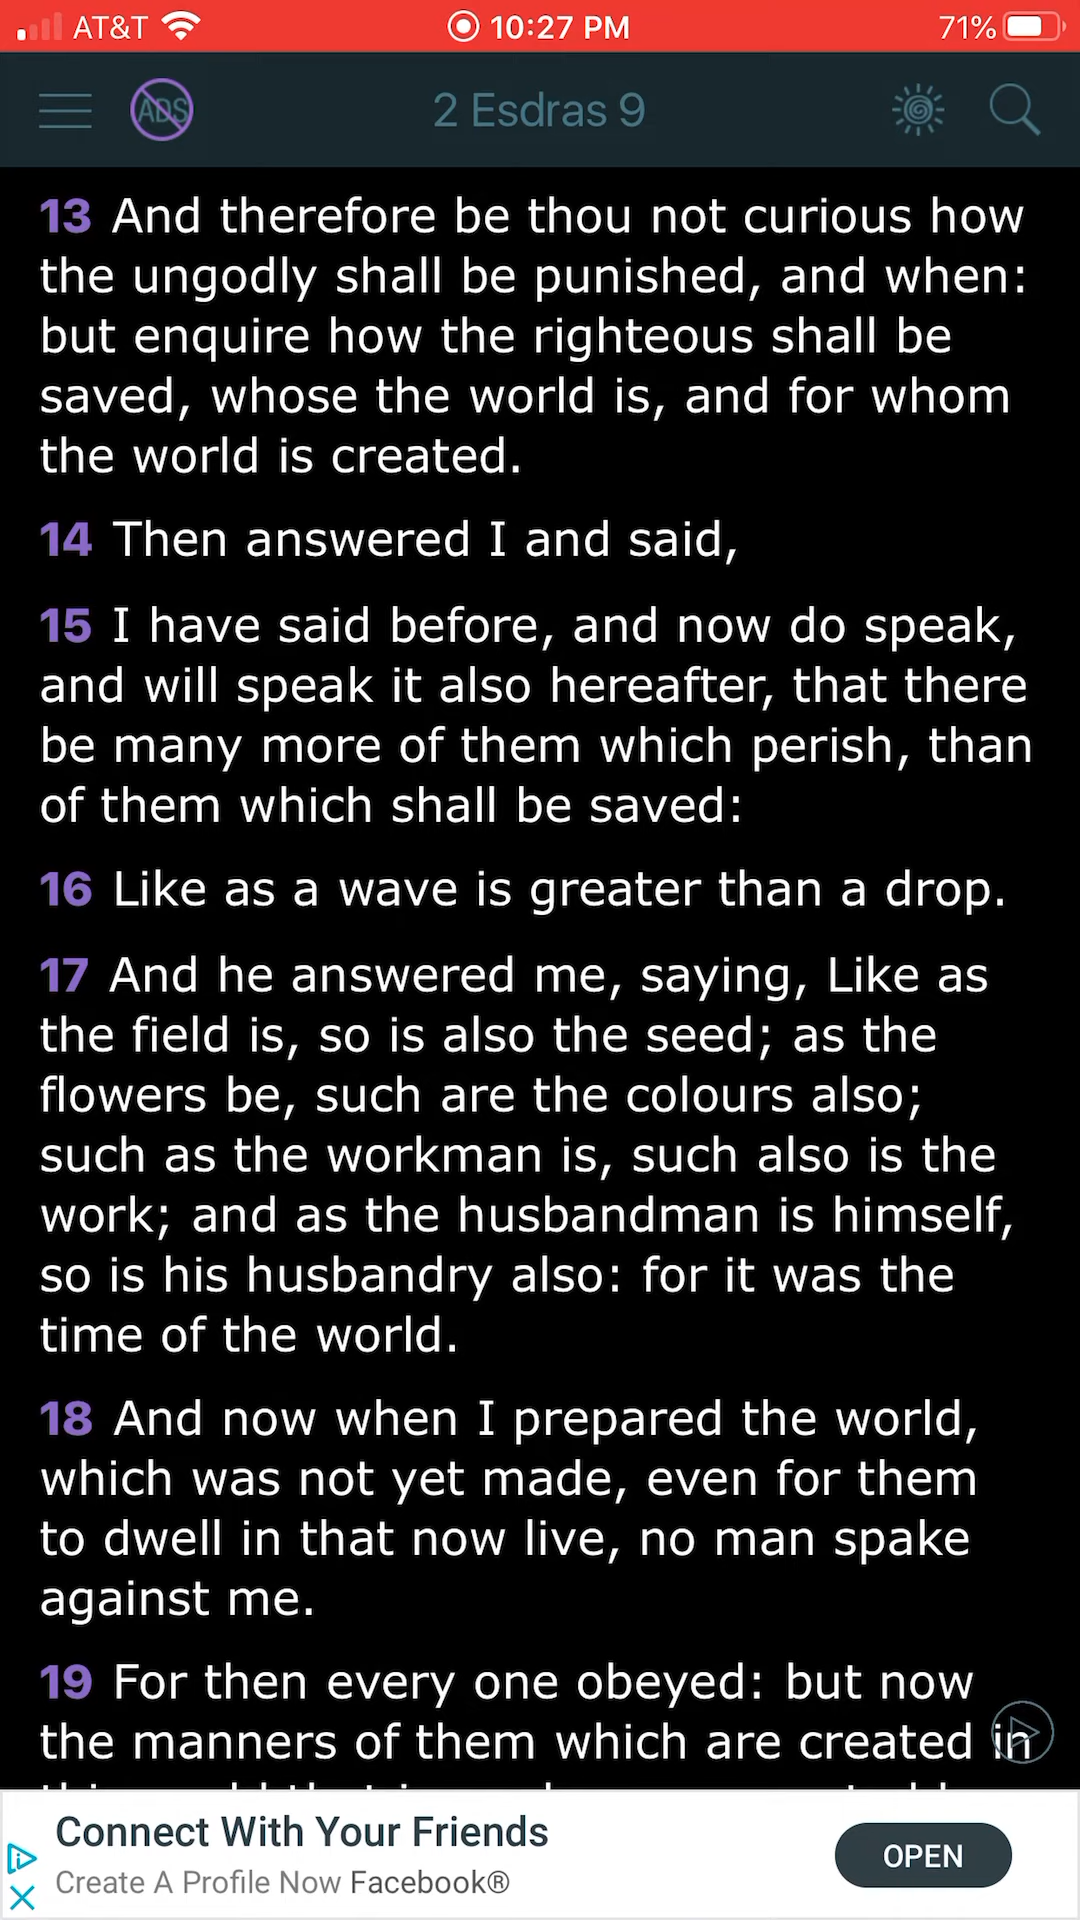 AT&T 10:27 PM 71%
ADS 2 Esdras 9
13 And therefore be thou not curious how
the ungodly shall be punished, and when:
but enquire how the righteous shall be
saved, whose the world is, and for whom
the world is created.
14 Then answered I and said,
15 I have said before, and now do speak,
and will speak it also hereafter, that there
be many more of them which perish, than
of them which shall be saved:
16 Like as a wave is greater than a drop.
17 And he answered me, saying, Like as
the field is, so is also the seed; as the
flowers be, such are the colours also;
such as the workman is, such also is the
work; and as the husbandman is himself,
so is his husbandry also: for it was the
time of the world.
18 And now when I prepared the world,
which was not yet made, even for them
to dwell in that now live, no man spake
against me.
19 For then every one obeyed: but now
the manners of them which are created in
Connect With Your Friends
Create A Profile Now Facebook®
OPEN